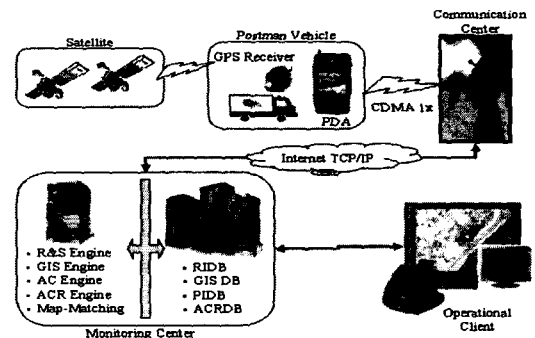 Satellite
Postman Vehicle
GPS Receiver
PDA
Communication
Center
CDMA 1x
Internet TCP/IP
• R&S Engine
• GIS Engine
• AC Engine
• ACR Engine
• Map-Matching
• RIDB
• GIS DB
• PIDB
• ACRDB
Monitoring Center
Operational
Client